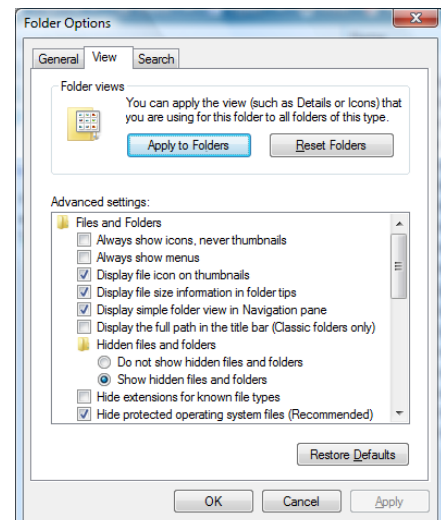 Folder Options
General View Search
Folder views
You can apply the view (such as Details or Icons) that
you are using for this folder to all folders of this type.
Apply to Folders Reset Folders
Advanced settings:
Files and Folders
Always show icons, never thumbnails
Always show menus
Display file icon on thumbnails
Display file size information in folder tips
Display simple folder view in Navigation pane
Display the full path in the title bar (Classic folders only)
Hidden files and folders
Do not show hidden files and folders
Show hidden files and folders
Hide extensions for known file types
Hide protected operating system files (Recommended)
Restore Defaults
OK Cancel Apply